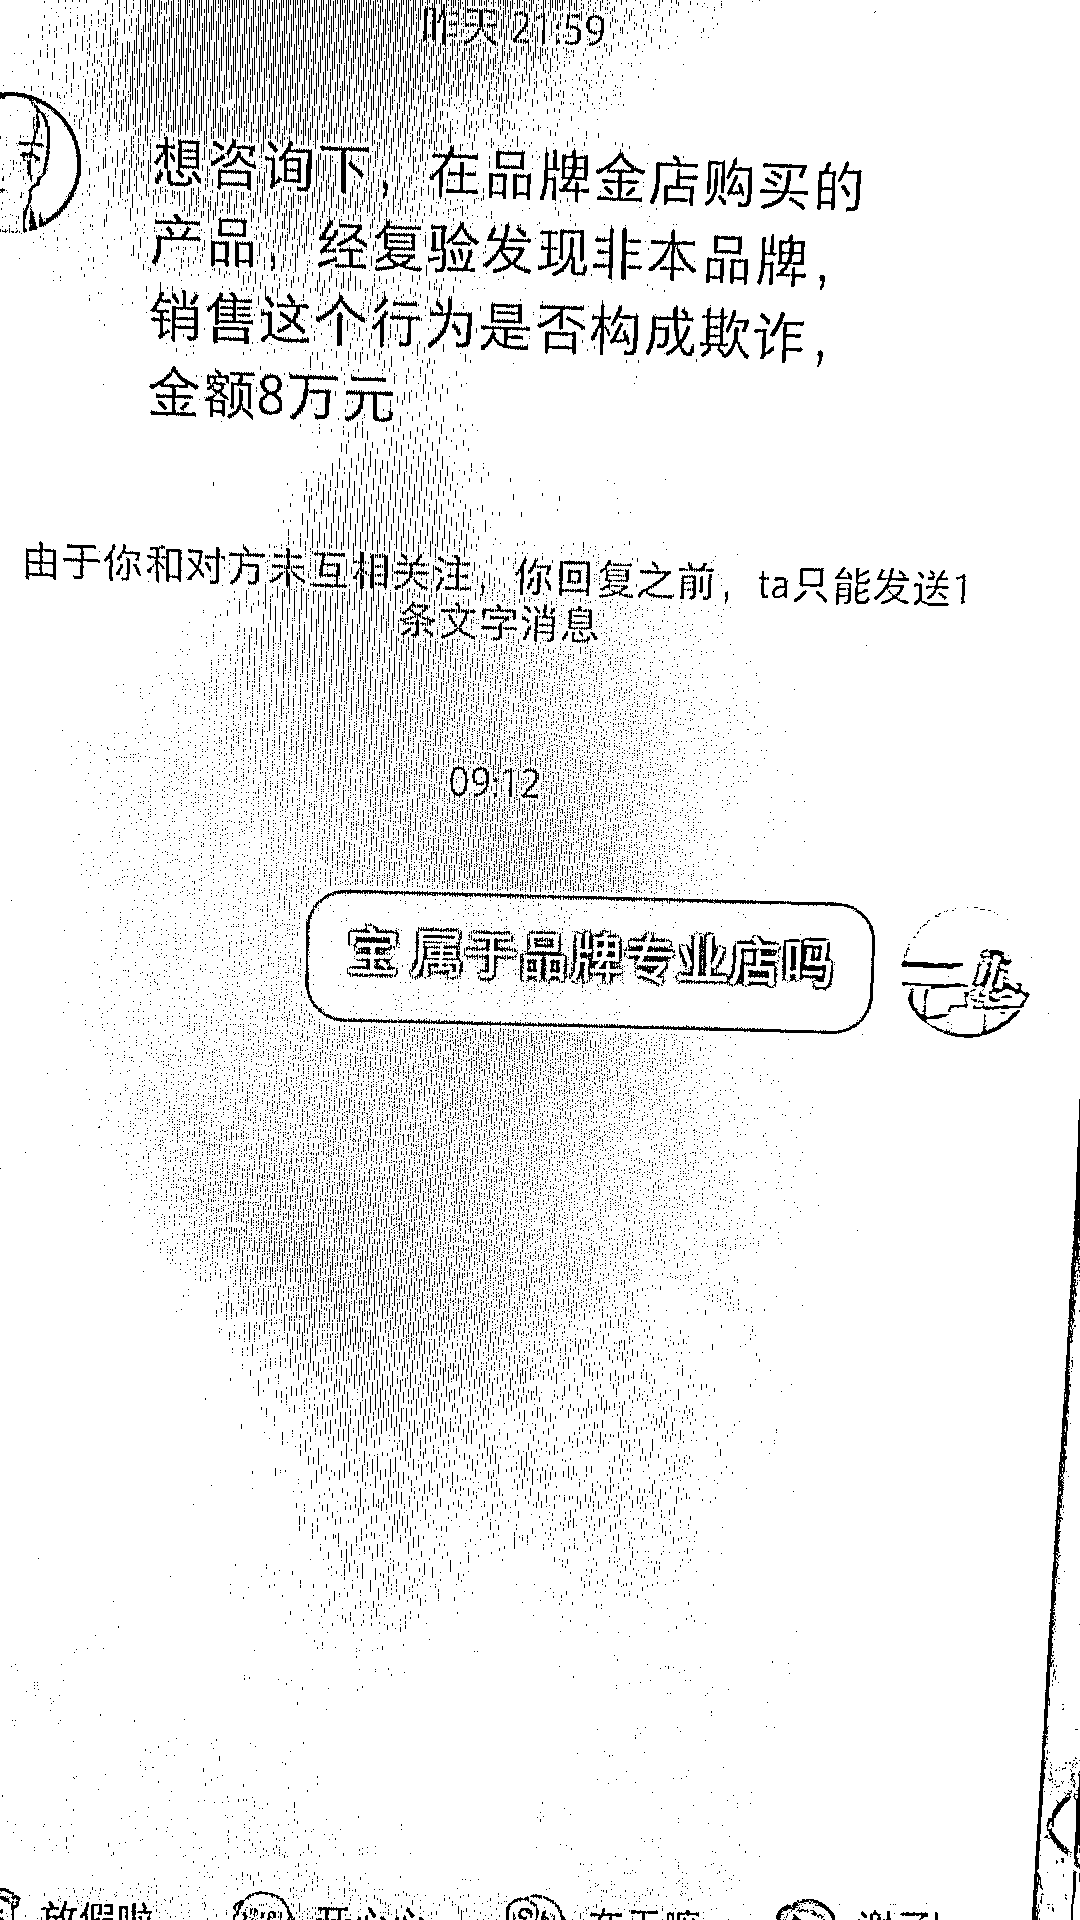 昨天 21:59
想咨询下，在品牌金店购买的
产品，经复验发现非本品牌，
销售这个行为是否构成欺诈，
金额8万元
由于你和对方未互相关注，你回复之前，ta只能发送1
条文字消息
09:12
宝 属于品牌专业店吗
放假啦
开心心